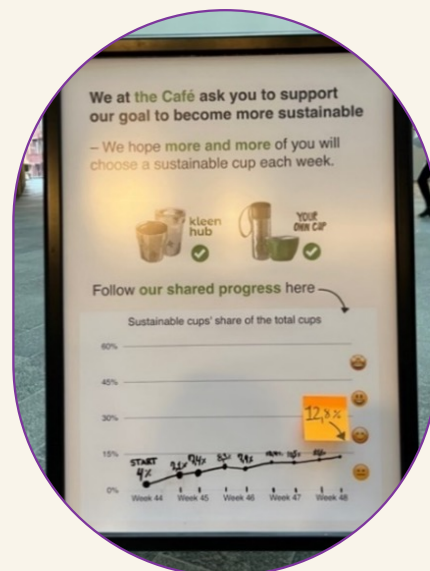 We at the Café ask you to support
our goal to become more sustainable
– We hope more and more of you will
choose a sustainable cup each week.
kleen
hub
YOUR
OWN CUP
Follow our shared progress here
Sustainable cups' share of the total cups
60%
45%
30%
15%
0%
12,8%
START
4%
7,4%
Week 44 Week 45 Week 46 Week 47 Week 48